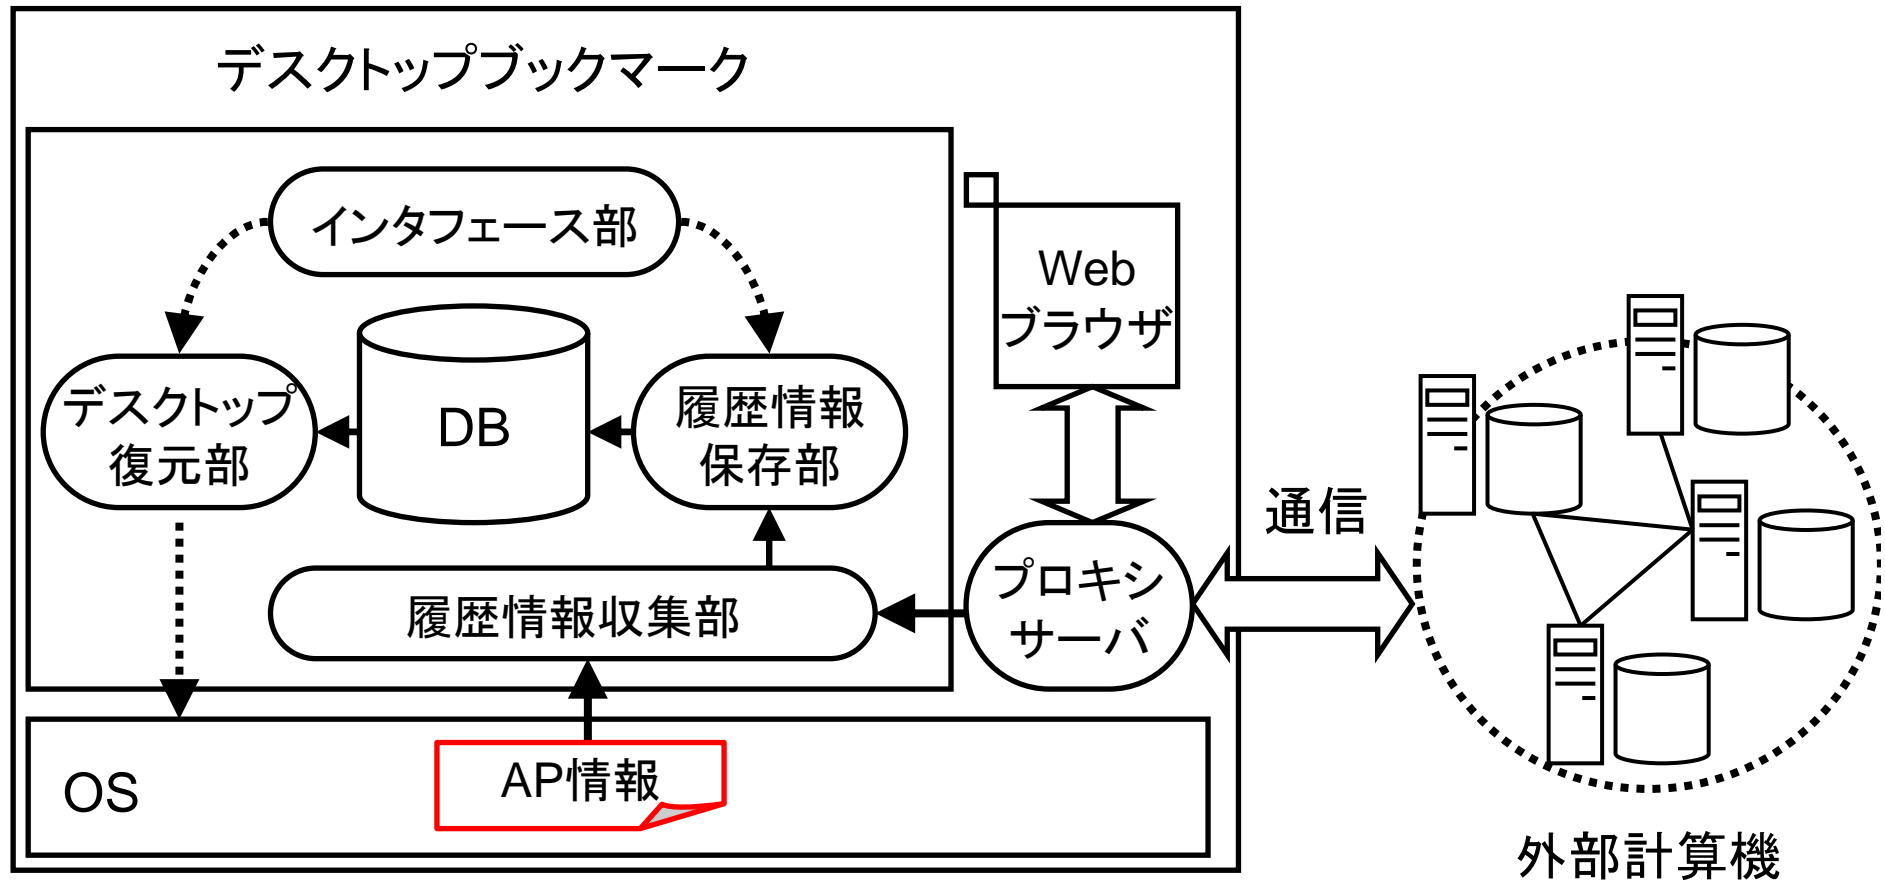 デスクトップブックマーク
インタフェース部
Web
ブラウザ
デスクトップ
復元部
DB
履歴情報
保存部
通信
プロキシ
サーバ
履歴情報収集部
OS
AP情報
外部計算機